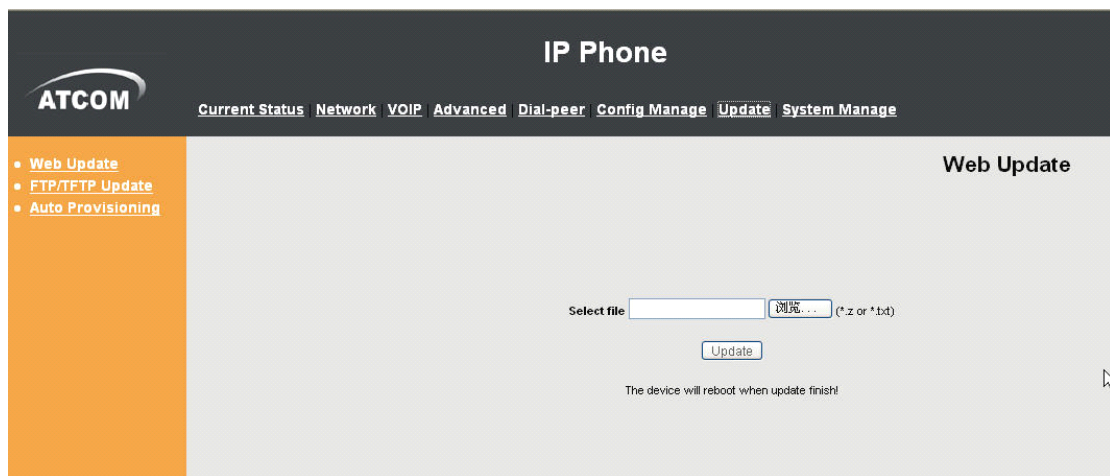 IP Phone
ATCOM
Current Status | Network | VOIP | Advanced | Dial-peer | Config Manage | Update | System Manage
Web Update
FTP/TFTP Update
Auto Provisioning
Web Update
Select file 浏览... (*.z or *.txt)
Update
The device will reboot when update finish!